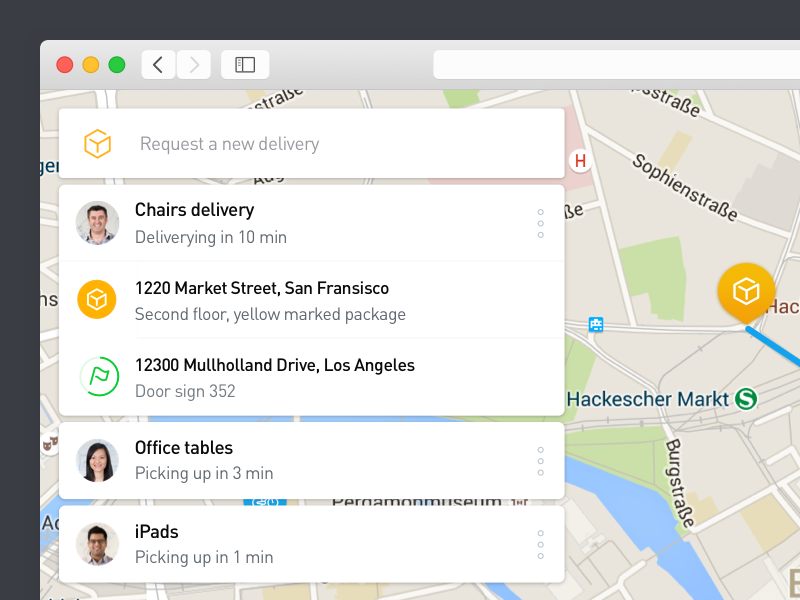 straße
straße
Request a new delivery
H
Sophienstraße
Chairs delivery
Deliverying in 10 min
1220 Market Street, San Fransisco
Second floor, yellow marked package
12300 Mullholland Drive, Los Angeles
Door sign 352
Hackescher Markt S
Office tables
Picking up in 3 min
Burgstraße
Pergamonmuseum
iPads
Picking up in 1 min